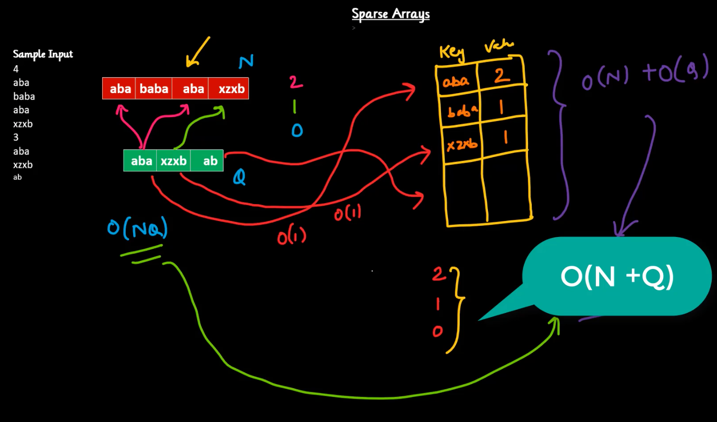 Sparse Arrays
Sample Input
4
aba
baba
aba
xzxb
3
aba
xzxb
ab
N
aba baba aba xzxb
aba xzxb ab
Q
O(NQ)
2
1
0
O(1)
O(1)
Key Value
aba 2
baba 1
xzxb 1
O(N) + O(Q)
2
1
0
O(N +Q)